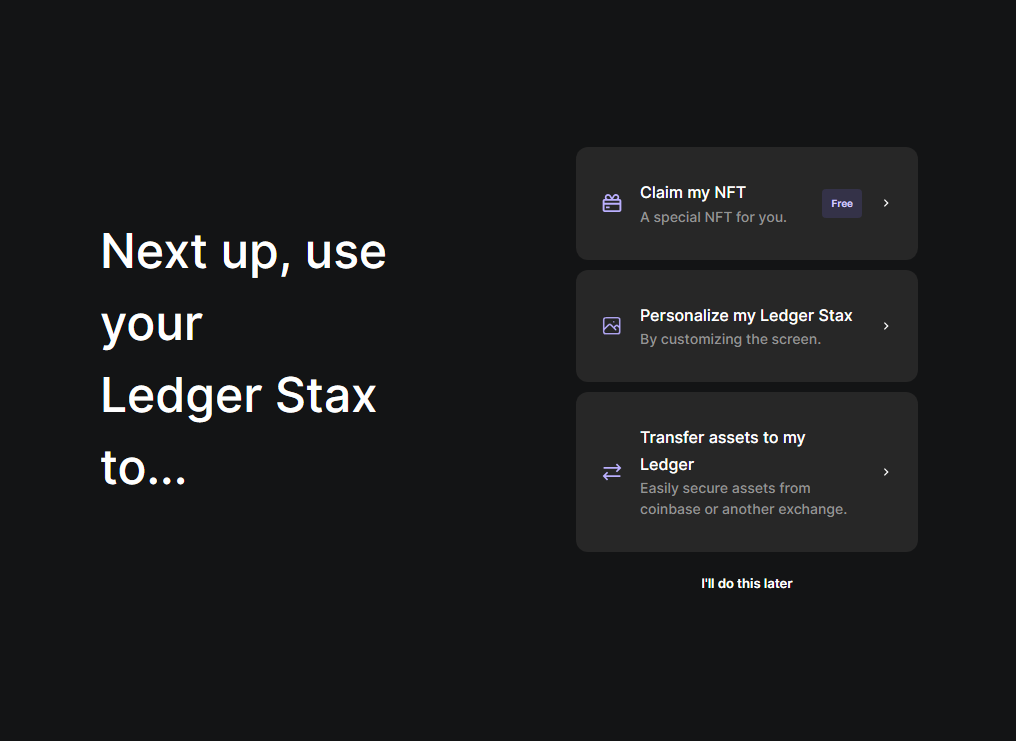 Next up, use
your
Ledger Stax
to...
Claim my NFT
A special NFT for you.
Free
Personalize my Ledger Stax
By customizing the screen.
Transfer assets to my
Ledger
Easily secure assets from
coinbase or another exchange.
I'll do this later